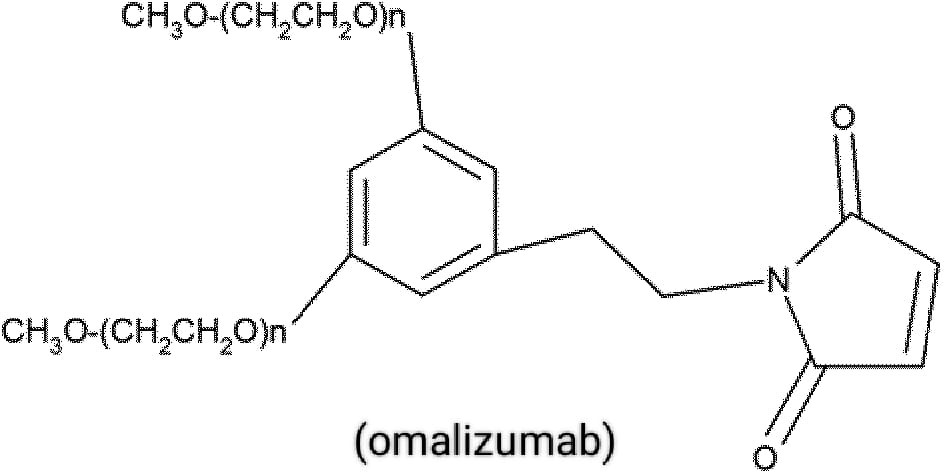 CH3O-(CH2CH2O)n
O
N
CH3O-(CH2CH2O)n
(omalizumab)
O